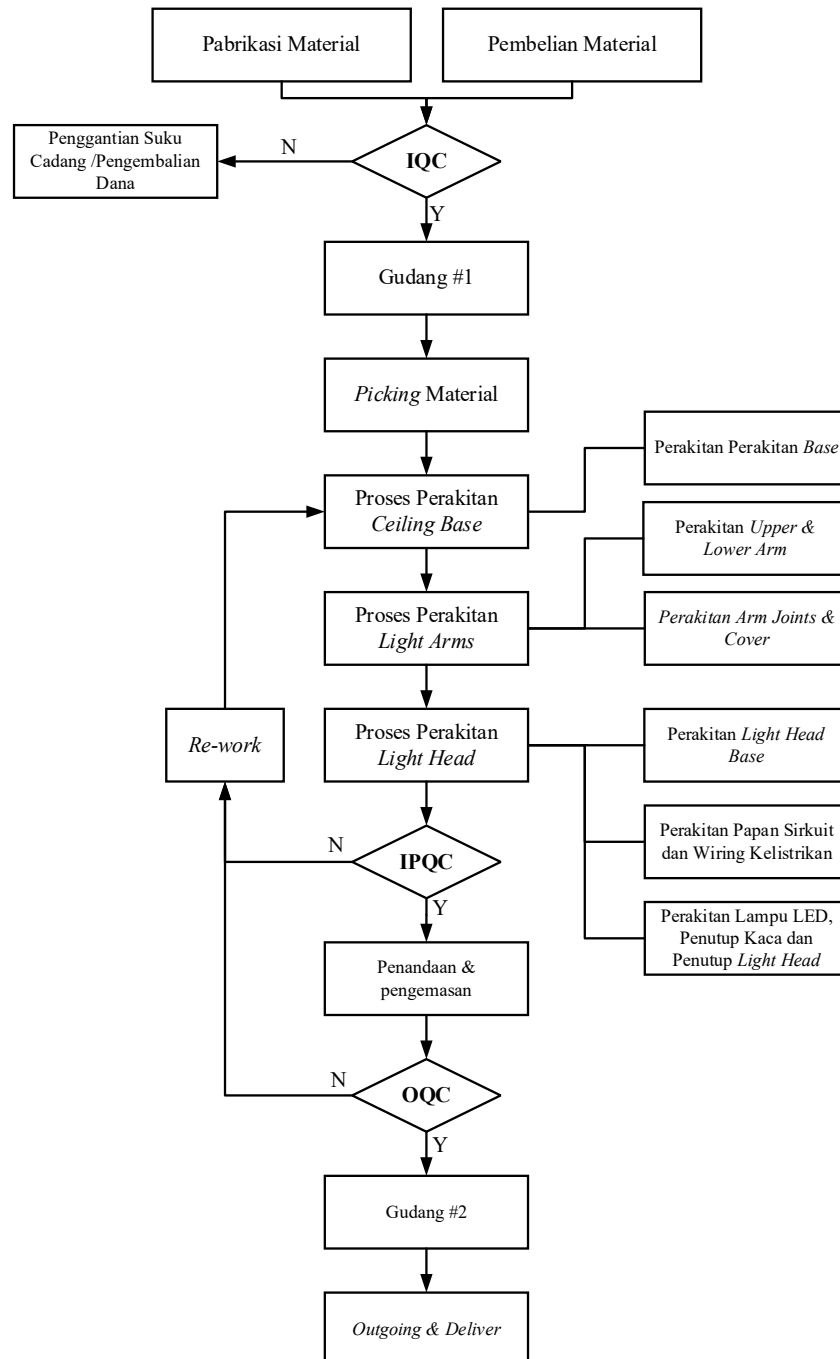 Pabrikasi Material
Pembelian Material
Penggantian Suku
Cadang /Pengembalian
Dana
N
IQC
Y
Gudang #1
Picking Material
Proses Perakitan
Ceiling Base
Perakitan Perakitan Base
Perakitan Upper &
Lower Arm
Proses Perakitan
Light Arms
Perakitan Arm Joints &
Cover
Re-work
Proses Perakitan
Light Head
Perakitan Light Head
Base
N
IPQC
Y
Perakitan Papan Sirkuit
dan Wiring Kelistrikan
Perakitan Lampu LED,
Penutup Kaca dan
Penutup Light Head
Penandaan &
pengemasan
N
OQC
Y
Gudang #2
Outgoing & Deliver